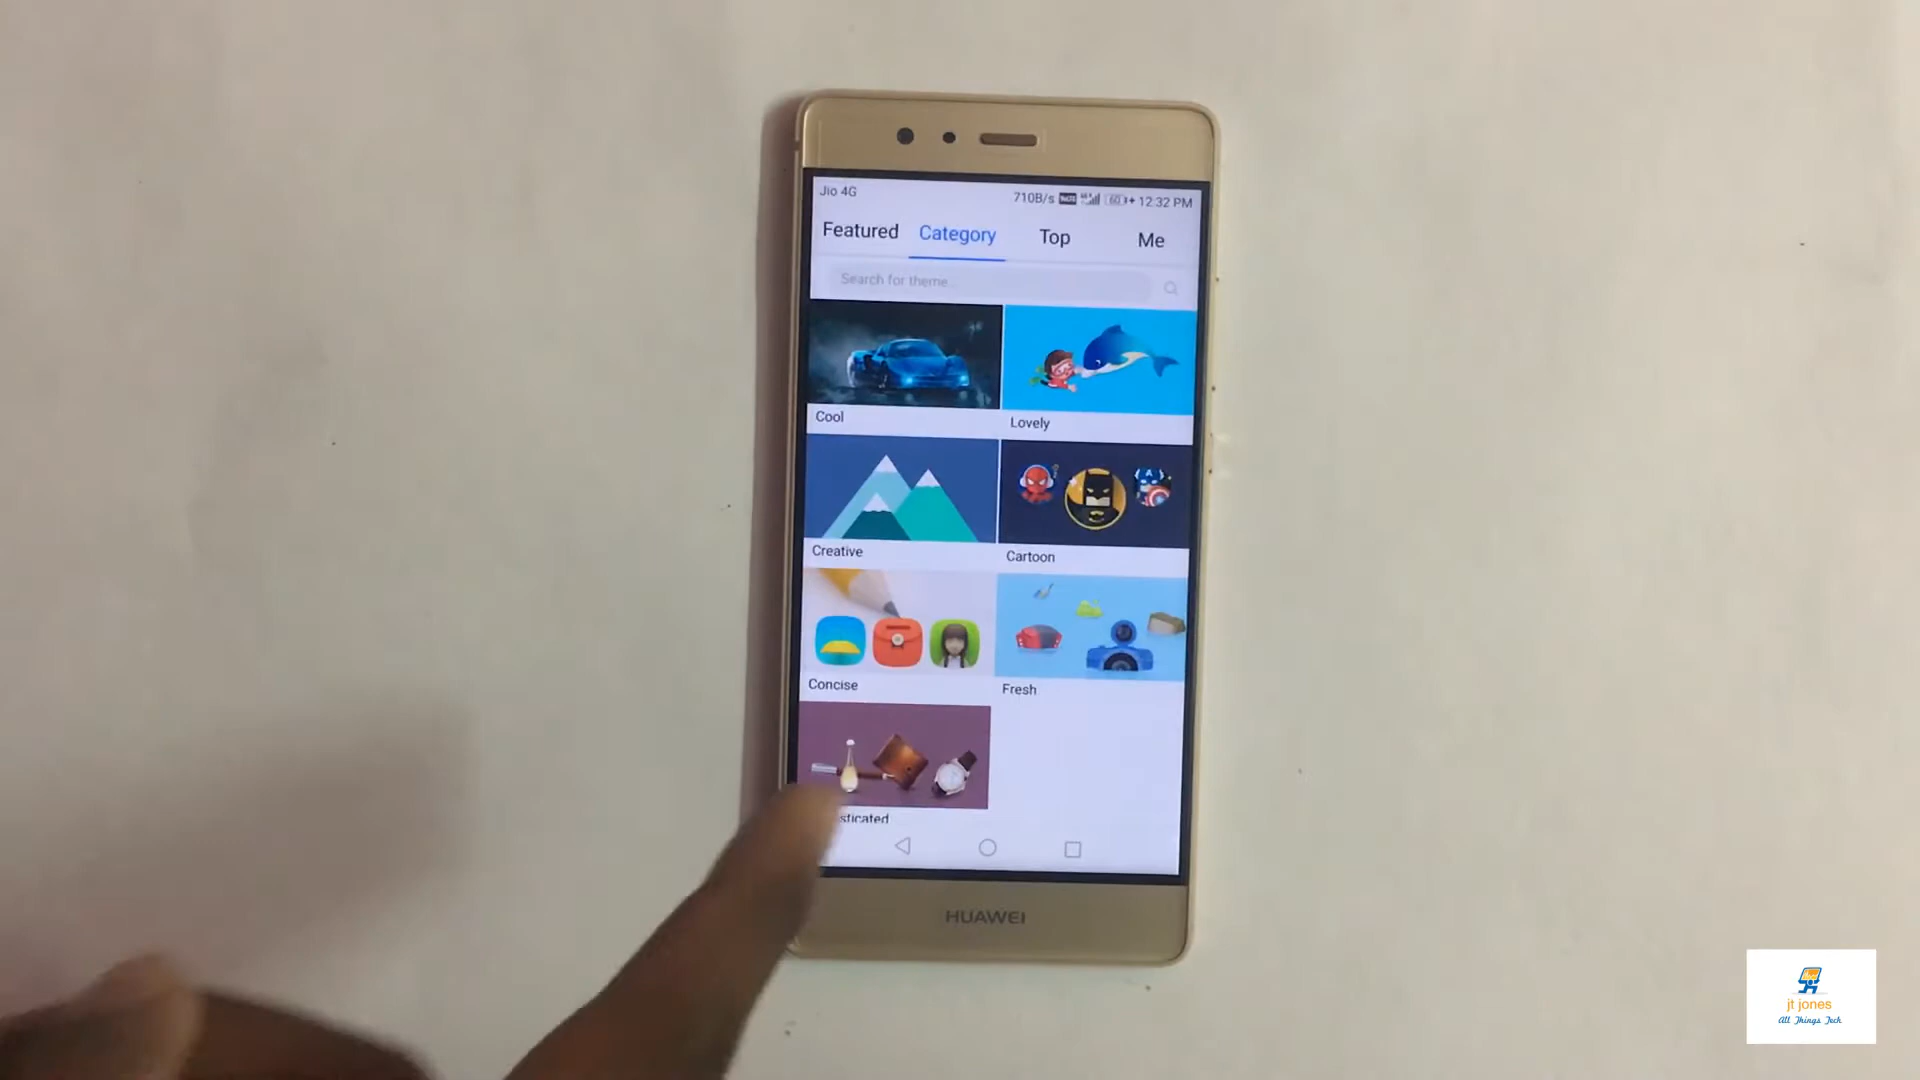 Jio 4G
710B/s
60
12:32 PM
Featured Category Top Me
Search for theme...
Cool
Lovely
Creative
Cartoon
Concise
Fresh
sticated
HUAWEI
jt jones
All Things Tech